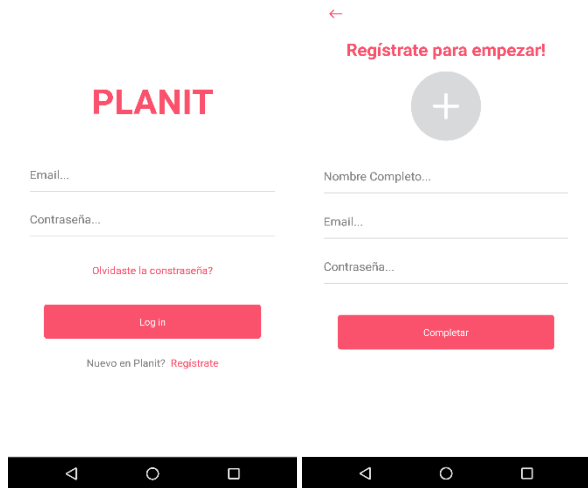 PLANIT
Email...
Contraseña...
Olvidaste la constraseña?
Log in
Nuevo en Planit? Regístrate
Regístrate para empezar!
Nombre Completo...
Email...
Contraseña...
Completar